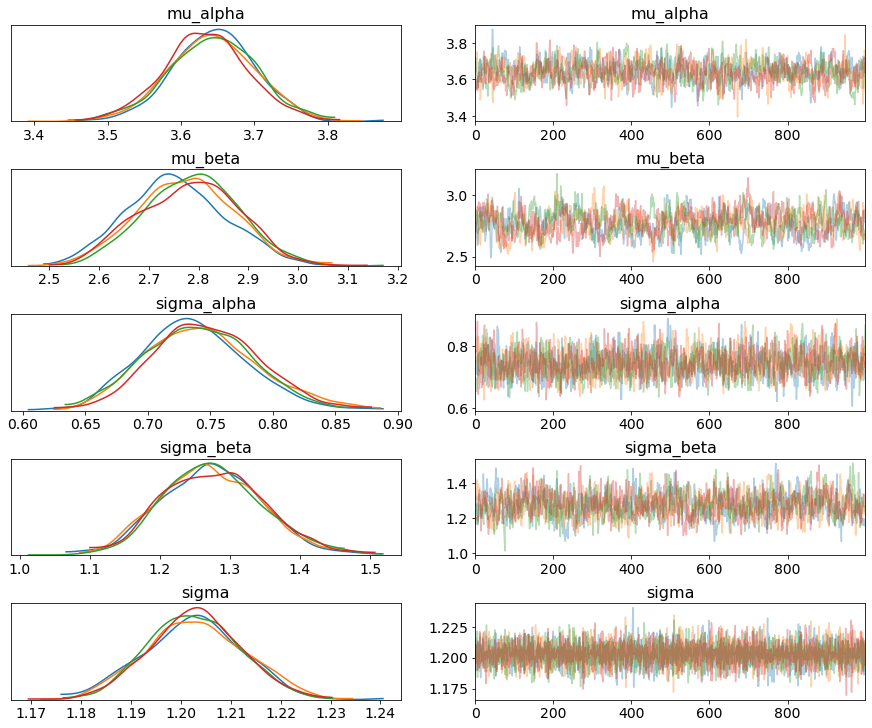 mu_alpha mu_alpha
3.8
3.6
3.4
3.4 3.5 3.6 3.7 3.8 0 200 400 600 800
mu_beta mu_beta
3.0
2.5
2.5 2.6 2.7 2.8 2.9 3.0 3.1 3.2 0 200 400 600 800
sigma_alpha sigma_alpha
0.8
0.6
0.60 0.65 0.70 0.75 0.80 0.85 0.90 0 200 400 600 800
sigma_beta sigma_beta
1.4
1.2
1.0
1.0 1.1 1.2 1.3 1.4 1.5 0 200 400 600 800
sigma sigma
1.225
1.200
1.175
1.17 1.18 1.19 1.20 1.21 1.22 1.23 1.24 0 200 400 600 800